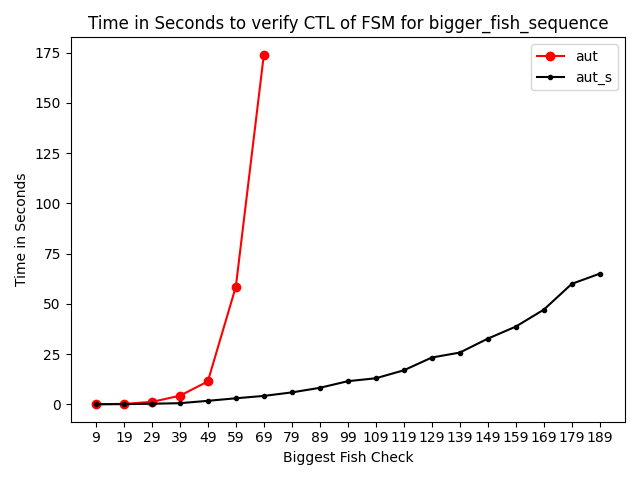 Time in Seconds to verify CTL of FSM for bigger_fish_sequence
aut
aut_s
175
150
125
100
75
50
25
0
Time in Seconds
9 19 29 39 49 59 69 79 89 99 109 119 129 139 149 159 169 179 189
Biggest Fish Check